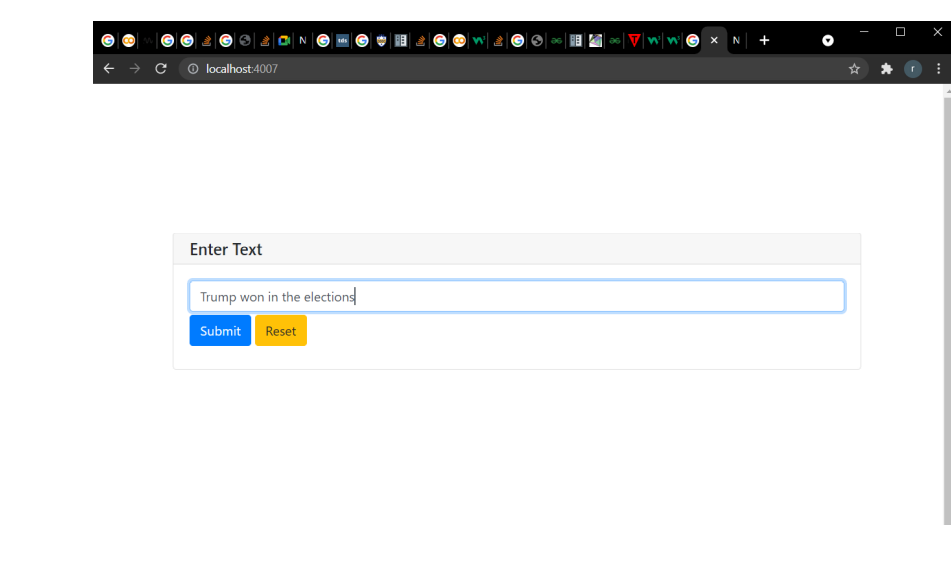 localhost:4007
r
Enter Text
Trump won in the elections
Submit Reset